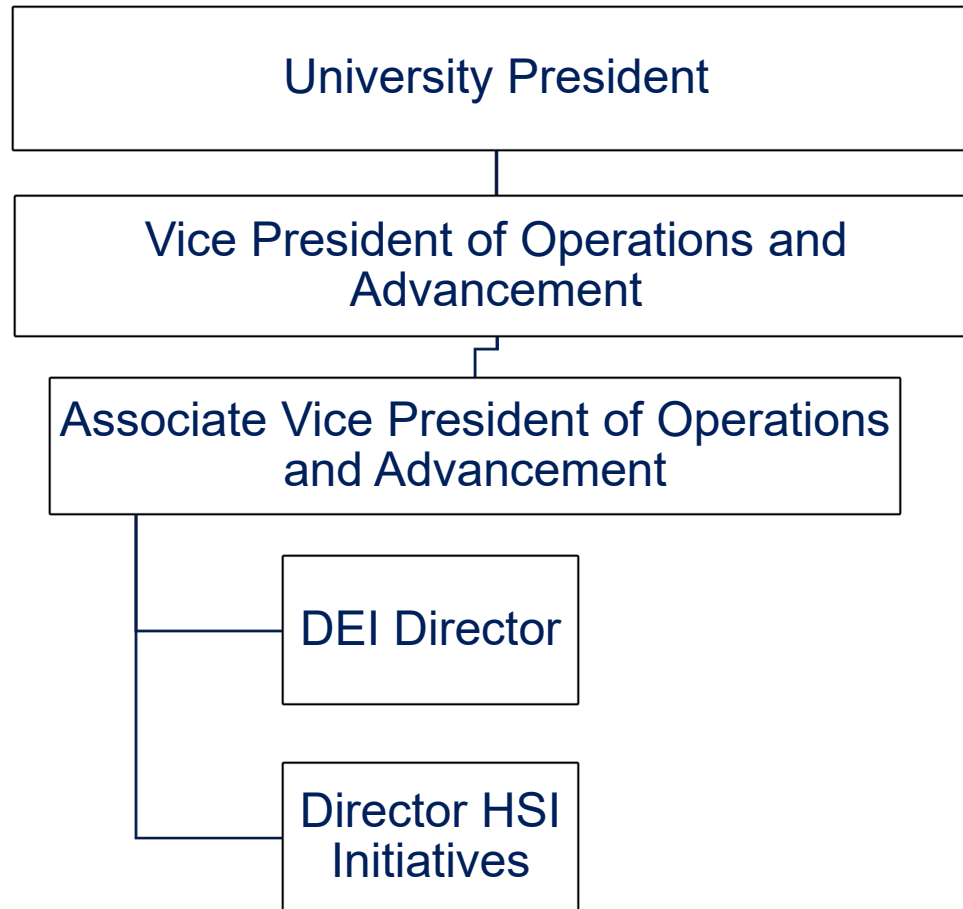 University President
Vice President of Operations and
Advancement
Associate Vice President of Operations
and Advancement
DEI Director
Director HSI
Initiatives